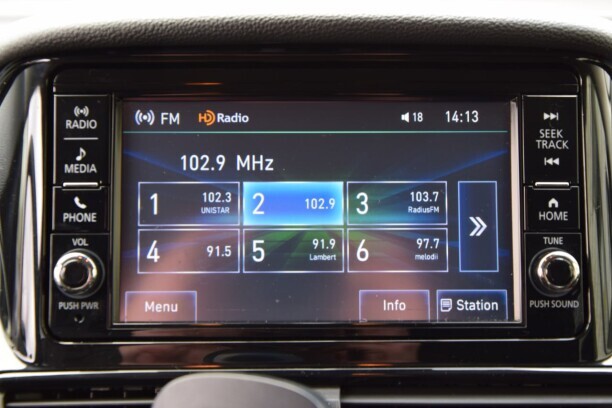 RADIO
MEDIA
PHONE
VOL
PUSH PWR
FM HD Radio 18 14:13
102.9 MHz
1 102.3 UNISTAR
2 102.9
3 103.7 RadiusFM
4 91.5
5 91.9 Lambert
6 97.7 melodii
Menu
Info
Station
SEEK
TRACK
HOME
TUNE
PUSH SOUND